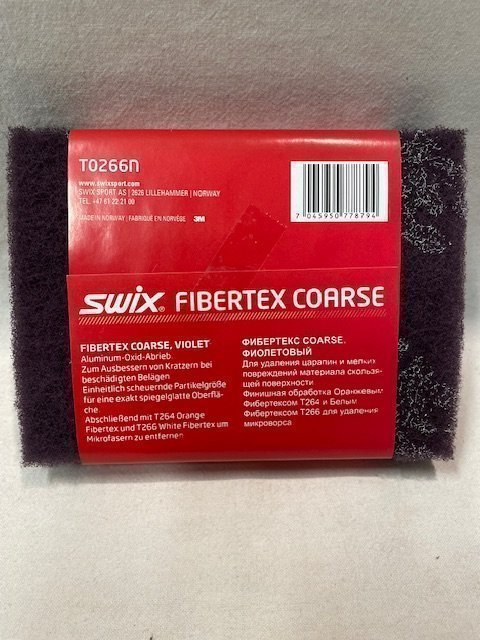 T0266N
www.swixsport.com
SWIX SPORT AS | 2626 LILLEHAMMER | NORWAY
TEL. +47 61 22 21 00
MADE IN NORWAY | FABRIQUÉ EN NORVÈGE 3M
7 045950 778794
SWIX® FIBERTEX COARSE
FIBERTEX COARSE, VIOLET
Aluminum-Oxid-Abrieb.
Zum Ausbessern von Kratzern bei
beschädigten Belägen
Einheitlich scheuernde Partikelgröße
für eine exakt spiegelglatte Oberflä-
che.
Abschließend mit T264 Orange
Fibertex und T266 White Fibertex um
Mikrofasern zu entfernen
ФИБЕРТЕКС COARSE.
ФИОЛЕТОВЫЙ
Для удаления царапин и мелких
повреждений материала скользя-
щей поверхности
Финишная обработка Оранжевым
Фибертексом Т264 и Белым
Фибертексом Т266 для удаления
микроворса